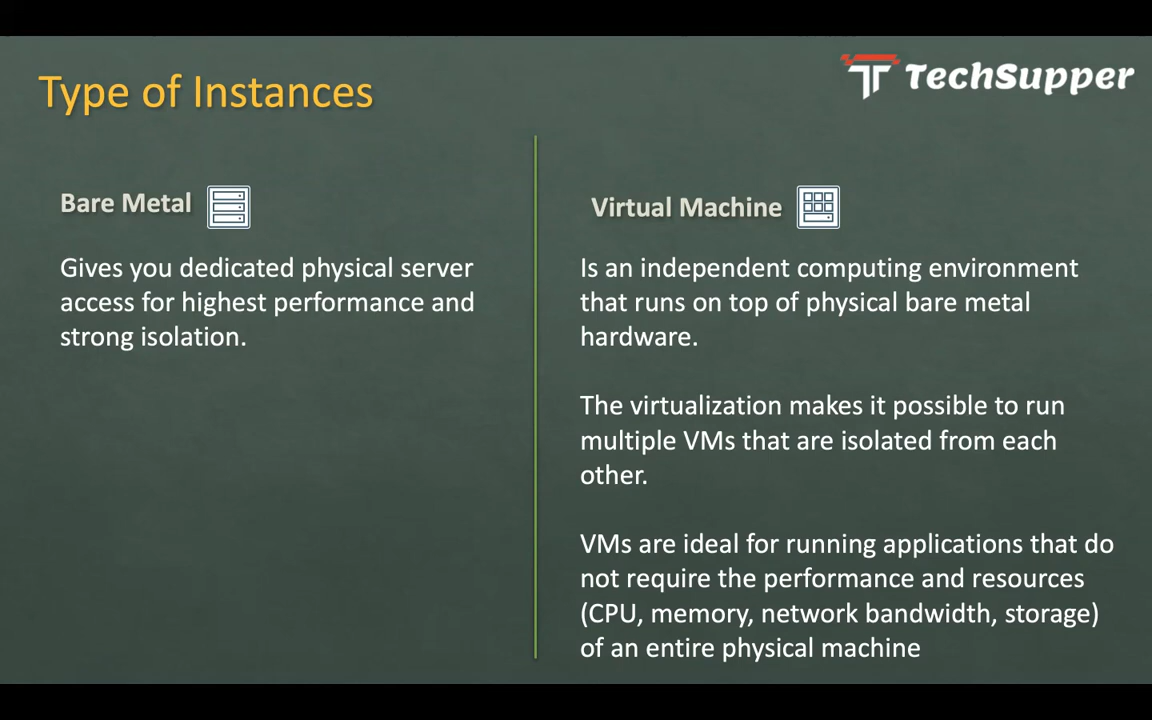 Type of Instances
TechSupper
Bare Metal
Gives you dedicated physical server
access for highest performance and
strong isolation.
Virtual Machine
Is an independent computing environment
that runs on top of physical bare metal
hardware.
The virtualization makes it possible to run
multiple VMs that are isolated from each
other.
VMs are ideal for running applications that do
not require the performance and resources
(CPU, memory, network bandwidth, storage)
of an entire physical machine